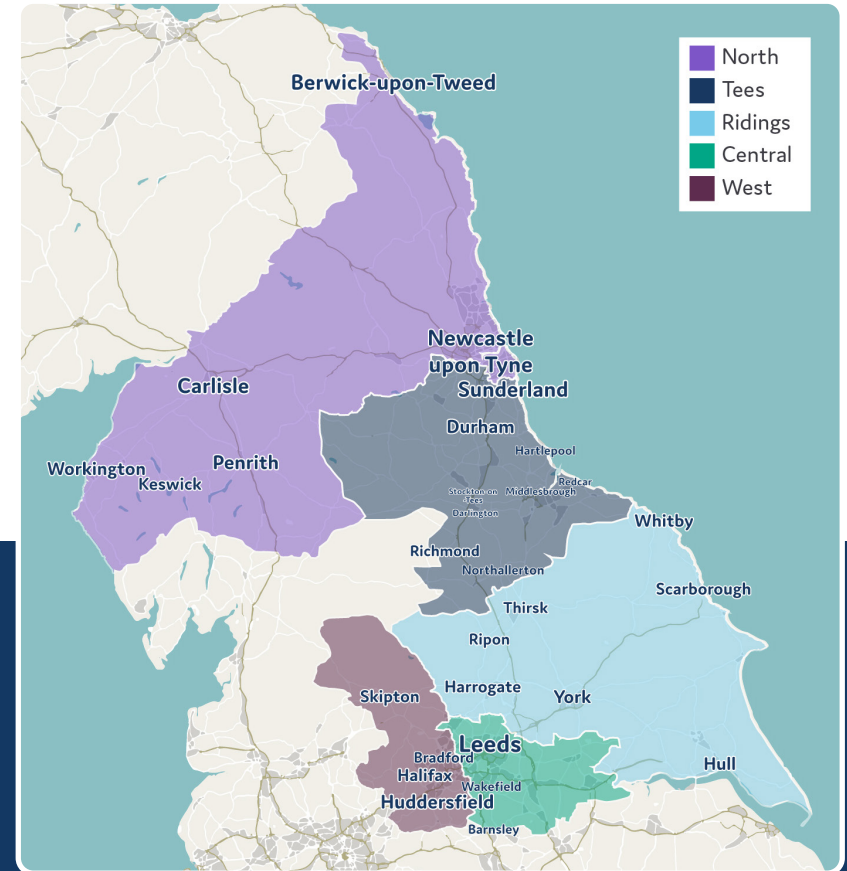 North
Tees
Ridings
Central
West
Berwick-upon-Tweed
Newcastle
upon Tyne
Sunderland
Carlisle
Durham
Hartlepool
Workington
Penrith
Keswick
Redcar
Stockton on
-Tees
Middlesbrough
Darlington
Whitby
Richmond
Northallerton
Scarborough
Thirsk
Ripon
Harrogate
York
Skipton
Leeds
Bradford
Hull
Halifax
Wakefield
Huddersfield
Barnsley